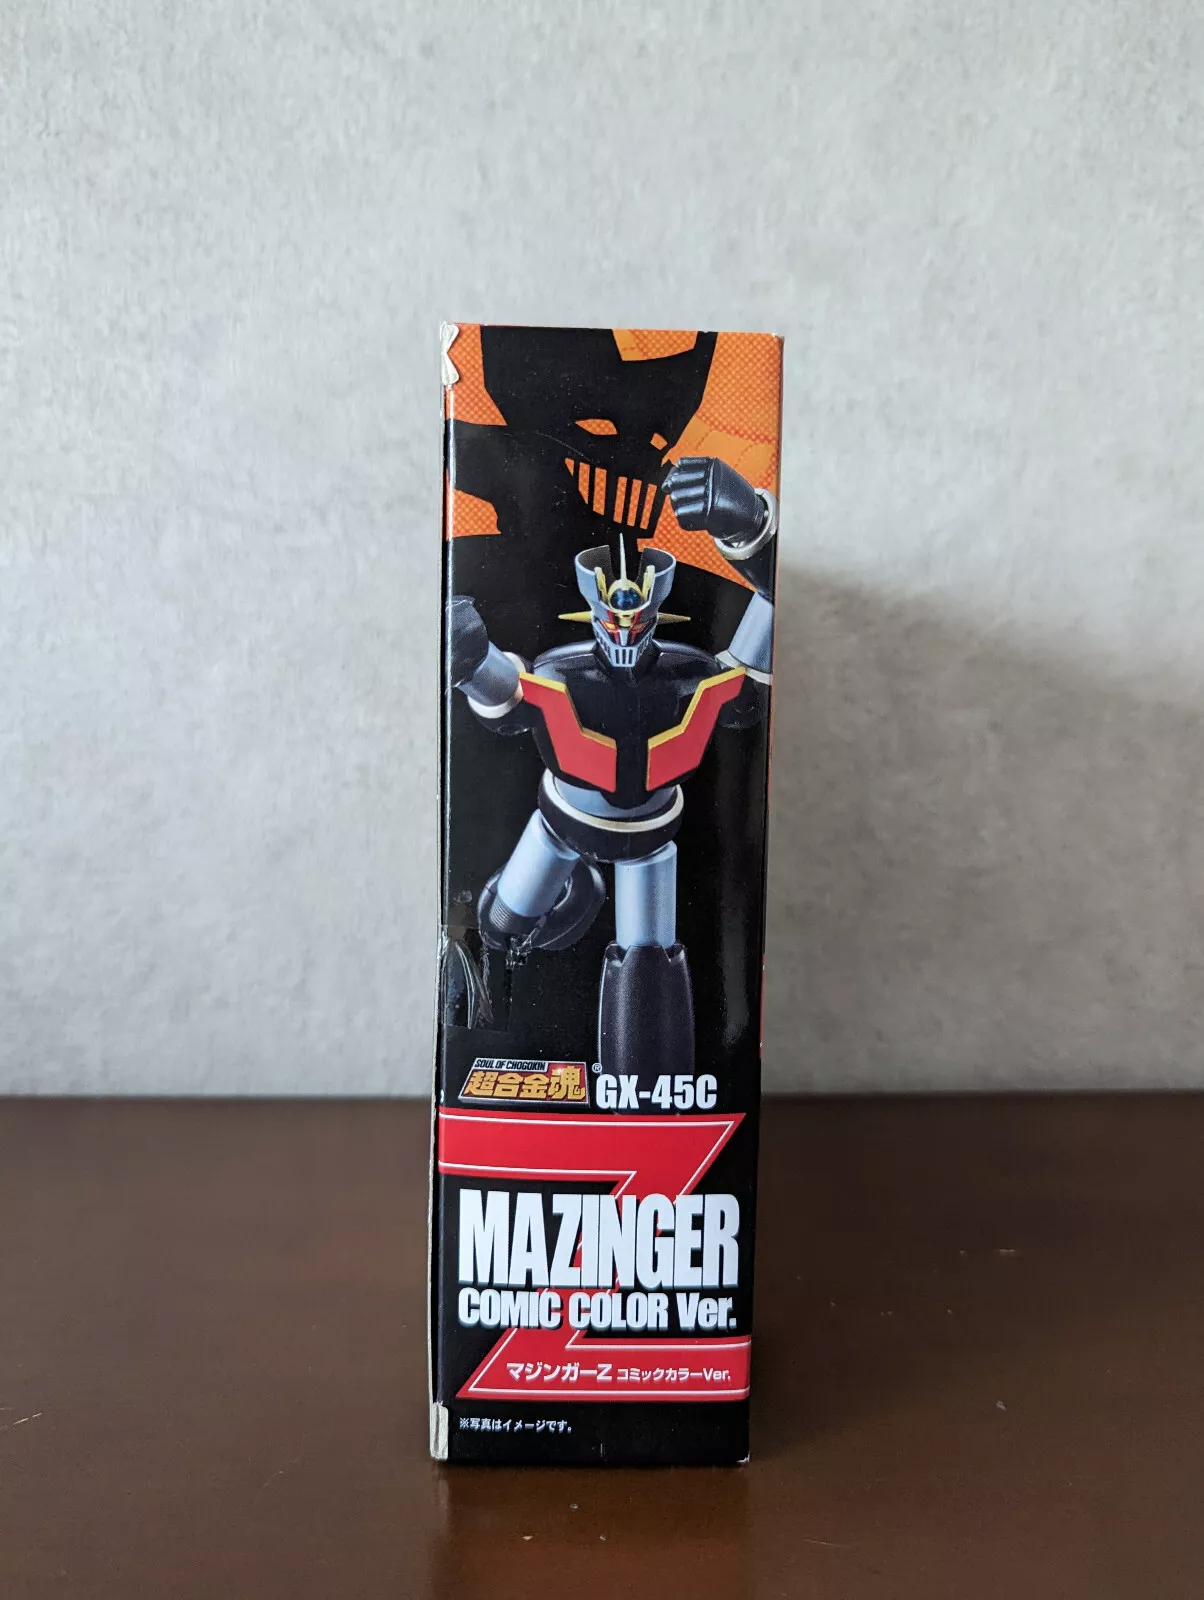 SOUL OF CHOGOKIN
超合金魂® GX-45C
MAZINGER
COMIC COLOR Ver.
マジンガーZ コミックカラーVer.
※写真はイメージです。